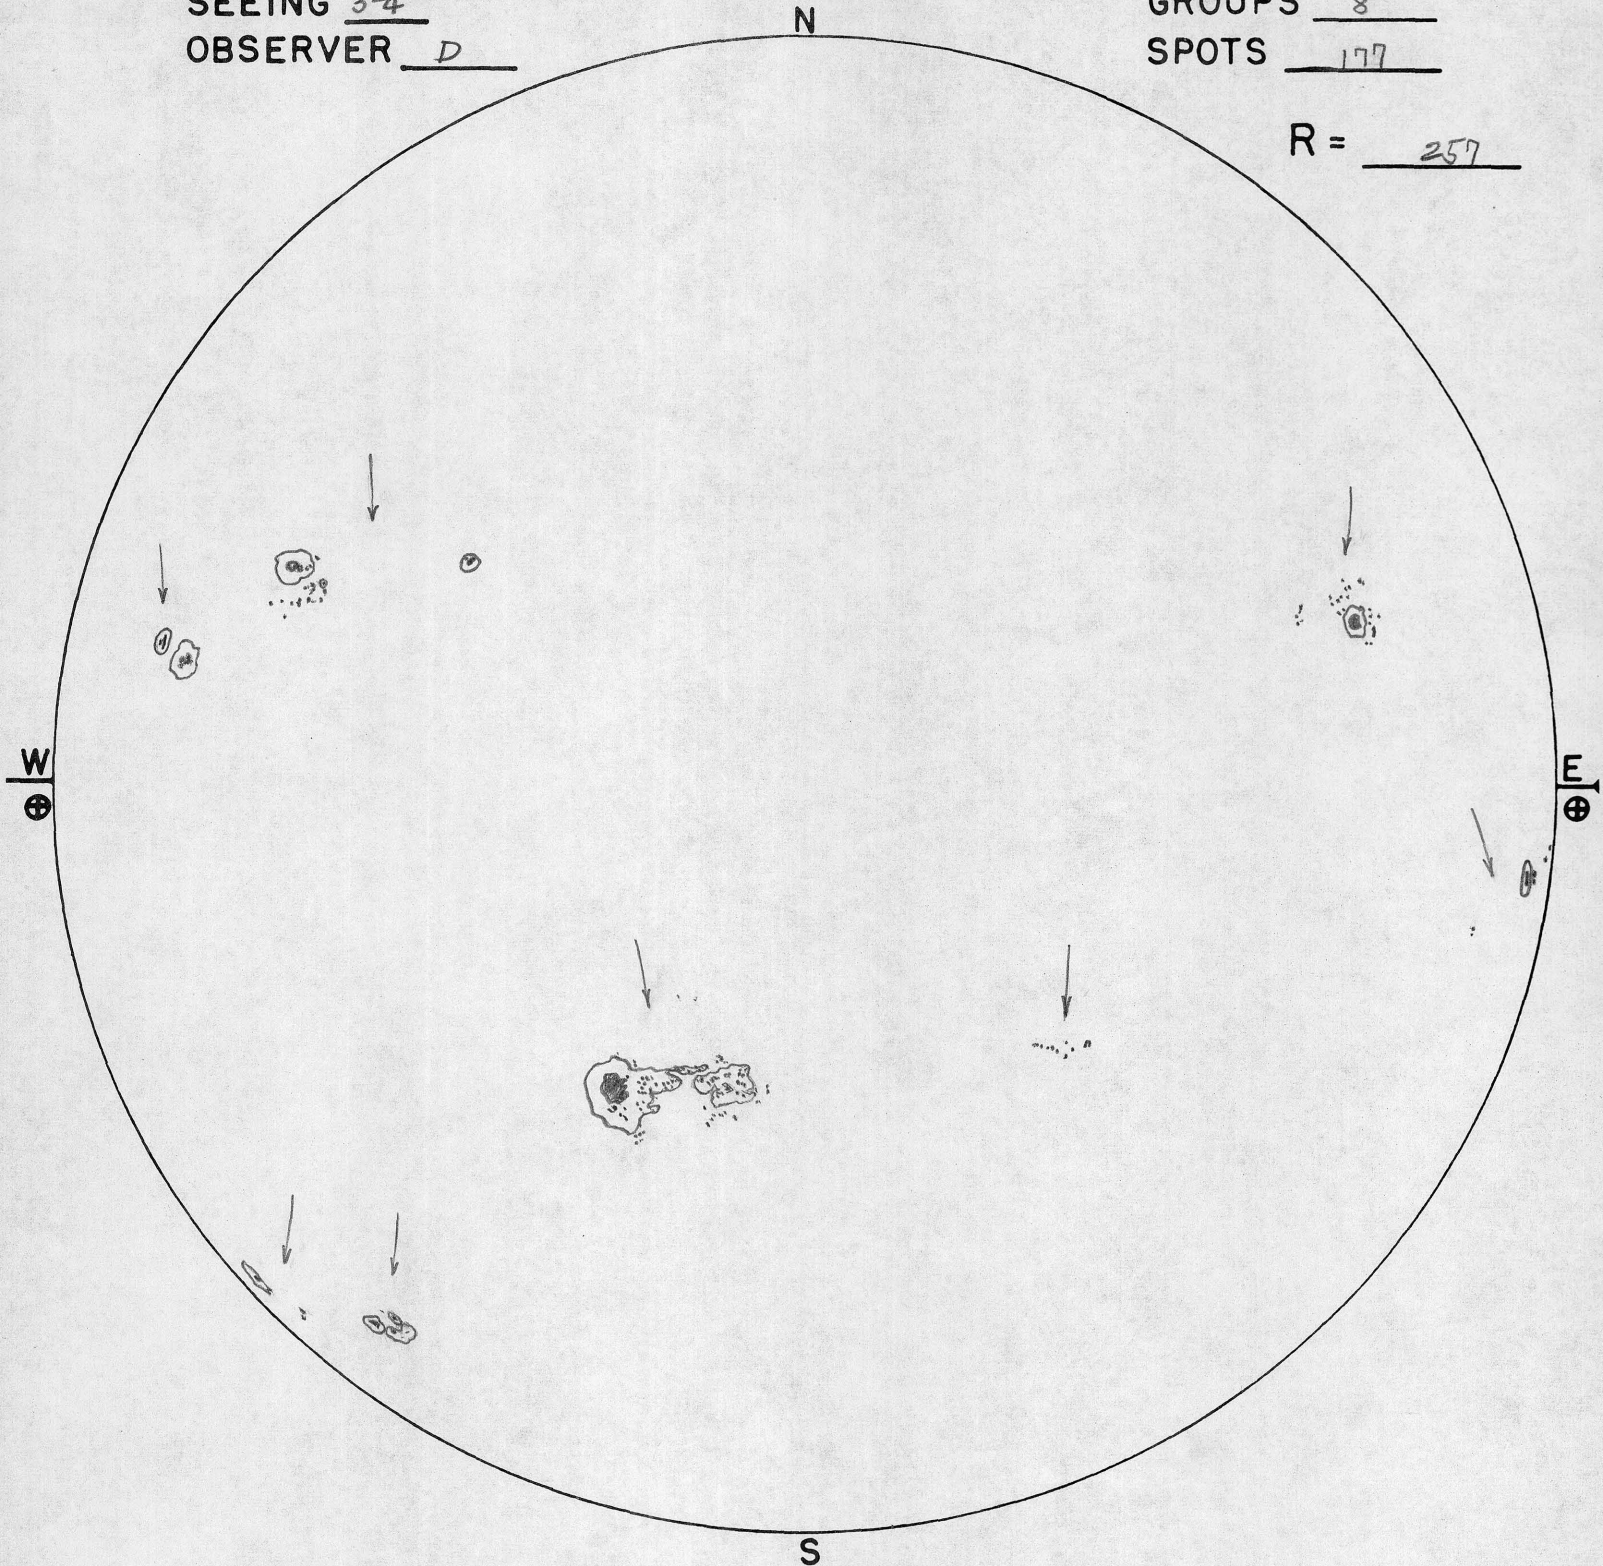 SEEING 3-4
GROUPS 8
N
OBSERVER D
SPOTS 177
R = 257
W
E
S